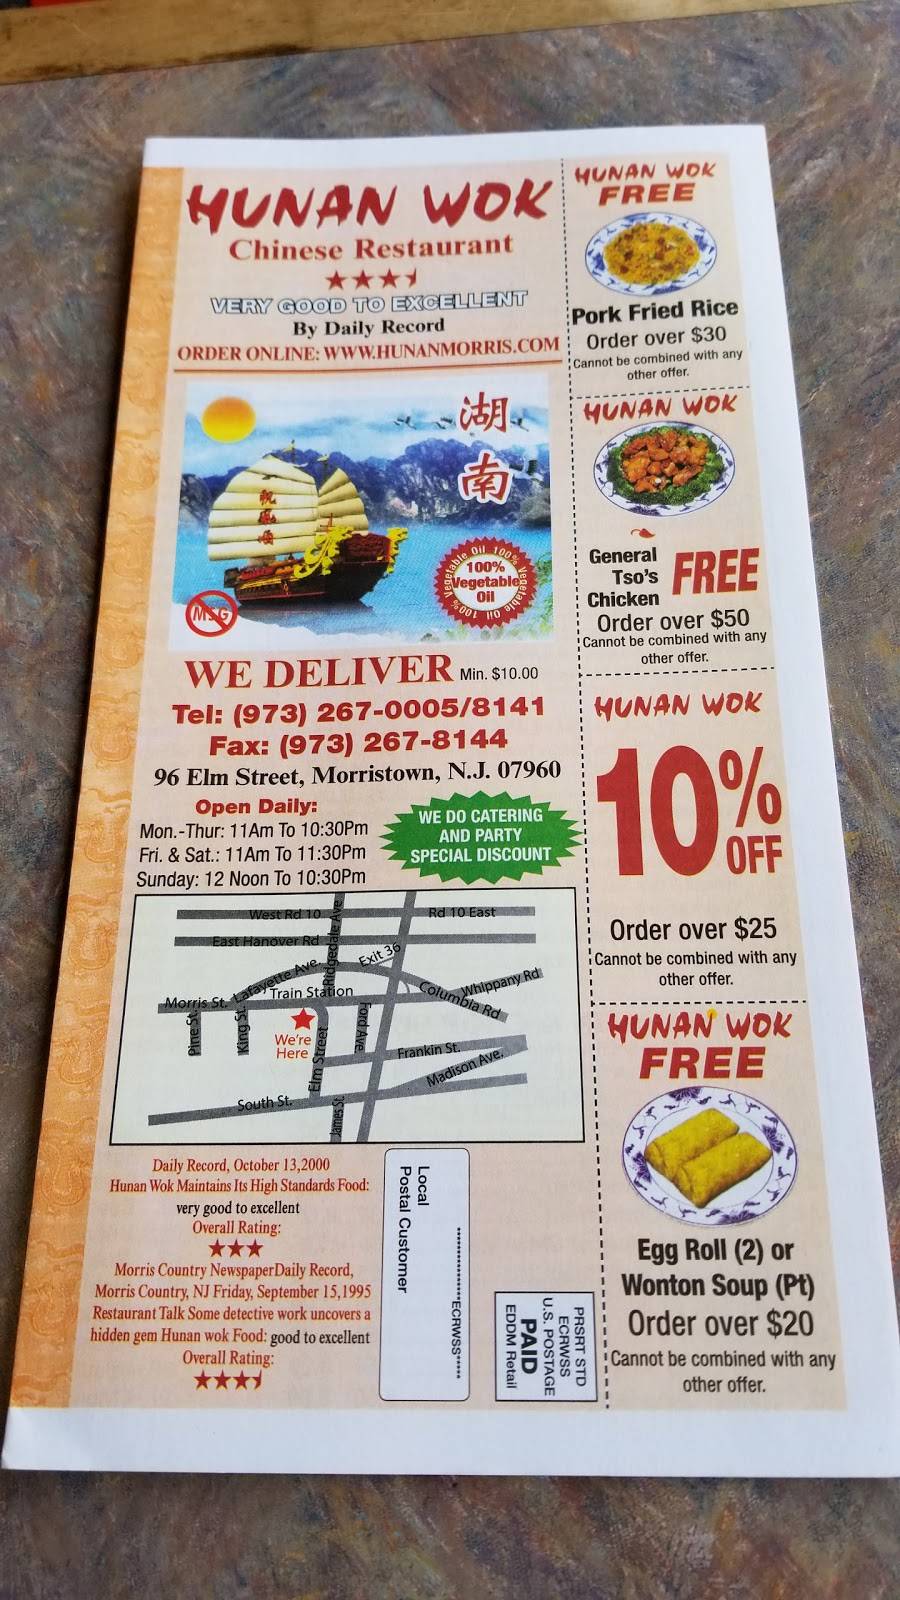 HUNAN WOK
Chinese Restaurant
VERY GOOD TO EXCELLENT
By Daily Record
ORDER ONLINE: WWW.HUNANMORRIS.COM
湖
南
100% Vegetable Oil 100% Vegetable Oil 100% Vegetable Oil
100%
Vegetable
Oil
MSG
WE DELIVER Min. $10.00
Tel: (973) 267-0005/8141
Fax: (973) 267-8144
96 Elm Street, Morristown, N.J. 07960
Open Daily:
Mon.-Thur: 11Am To 10:30Pm
Fri. & Sat.: 11Am To 11:30Pm
Sunday: 12 Noon To 10:30Pm
WE DO CATERING
AND PARTY
SPECIAL DISCOUNT
West Rd 10
Rd 10 East
East Hanover Rd
Ridgedale Ave
Exit 36
Lafayette Ave.
Train Station
Whippany Rd
Morris St.
Columbia Rd
Pine St.
King St.
We're
Here
Elm Street
Ford Ave
Frankin St.
Madison Ave.
South St.
James St
Daily Record, October 13,2000
Hunan Wok Maintains Its High Standards Food:
very good to excellent
Overall Rating:
Morris Country NewspaperDaily Record,
Morris Country, NJ Friday, September 15,1995
Restaurant Talk Some detective work uncovers a
hidden gem Hunan wok Food: good to excellent
Overall Rating:
*****************ECRWSS*****
Local
Postal Customer
PRSRT STD
ECRWSS
U.S. POSTAGE
PAID
EDDM Retail
HUNAN WOK
FREE
Pork Fried Rice
Order over $30
Cannot be combined with any
other offer.
HUNAN WOK
General
Tso's
Chicken
FREE
Order over $50
Cannot be combined with any
other offer.
HUNAN WOK
10%
OFF
Order over $25
Cannot be combined with any
other offer.
HUNAN WOK
FREE
Egg Roll (2) or
Wonton Soup (Pt)
Order over $20
Cannot be combined with any
other offer.